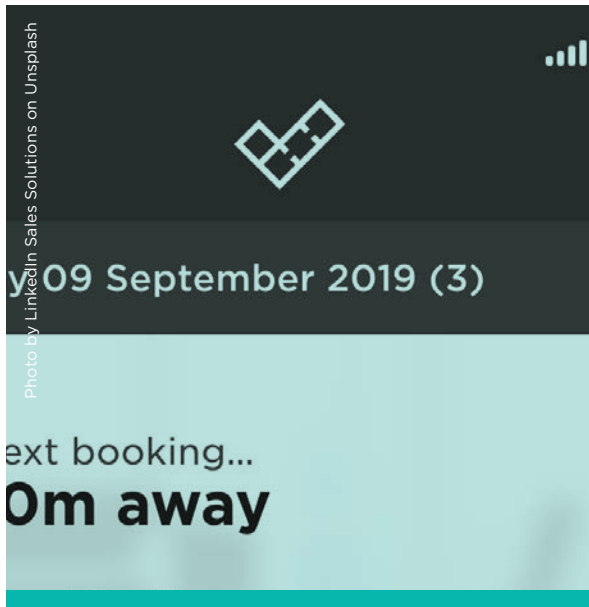 Photo by LinkedIn Sales Solutions on Unsplash
y 09 September 2019 (3)
ext booking...
0m away